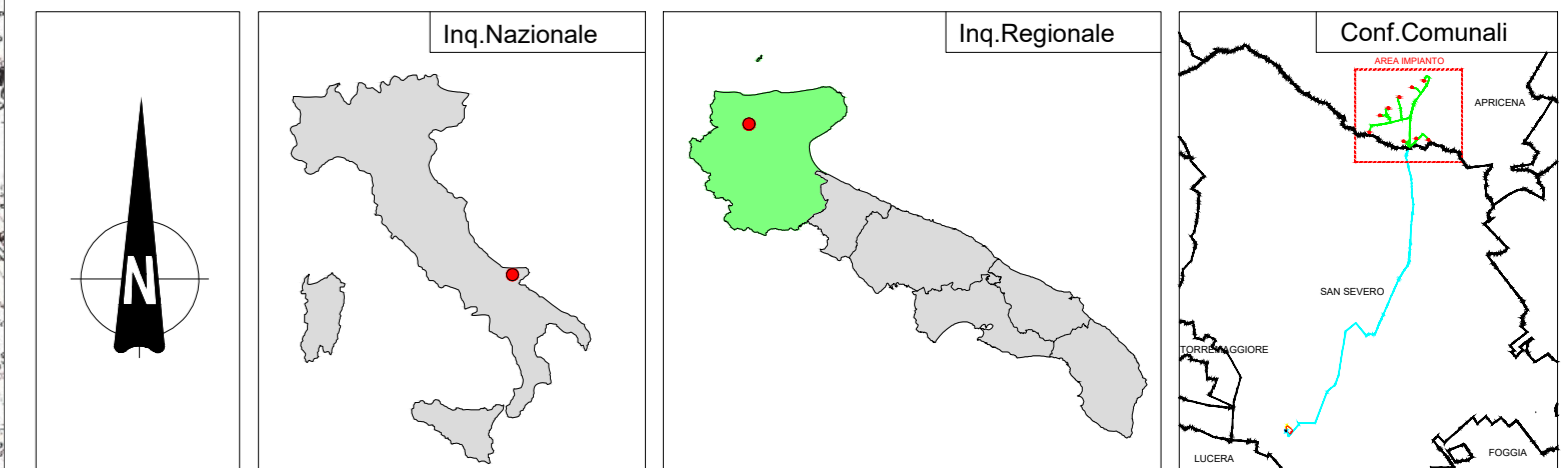 N
Inq.Nazionale
Inq.Regionale
Conf.Comunali
AREA IMPIANTO
APRICENA
SAN SEVERO
TORREMAGGIORE
LUCERA
FOGGIA